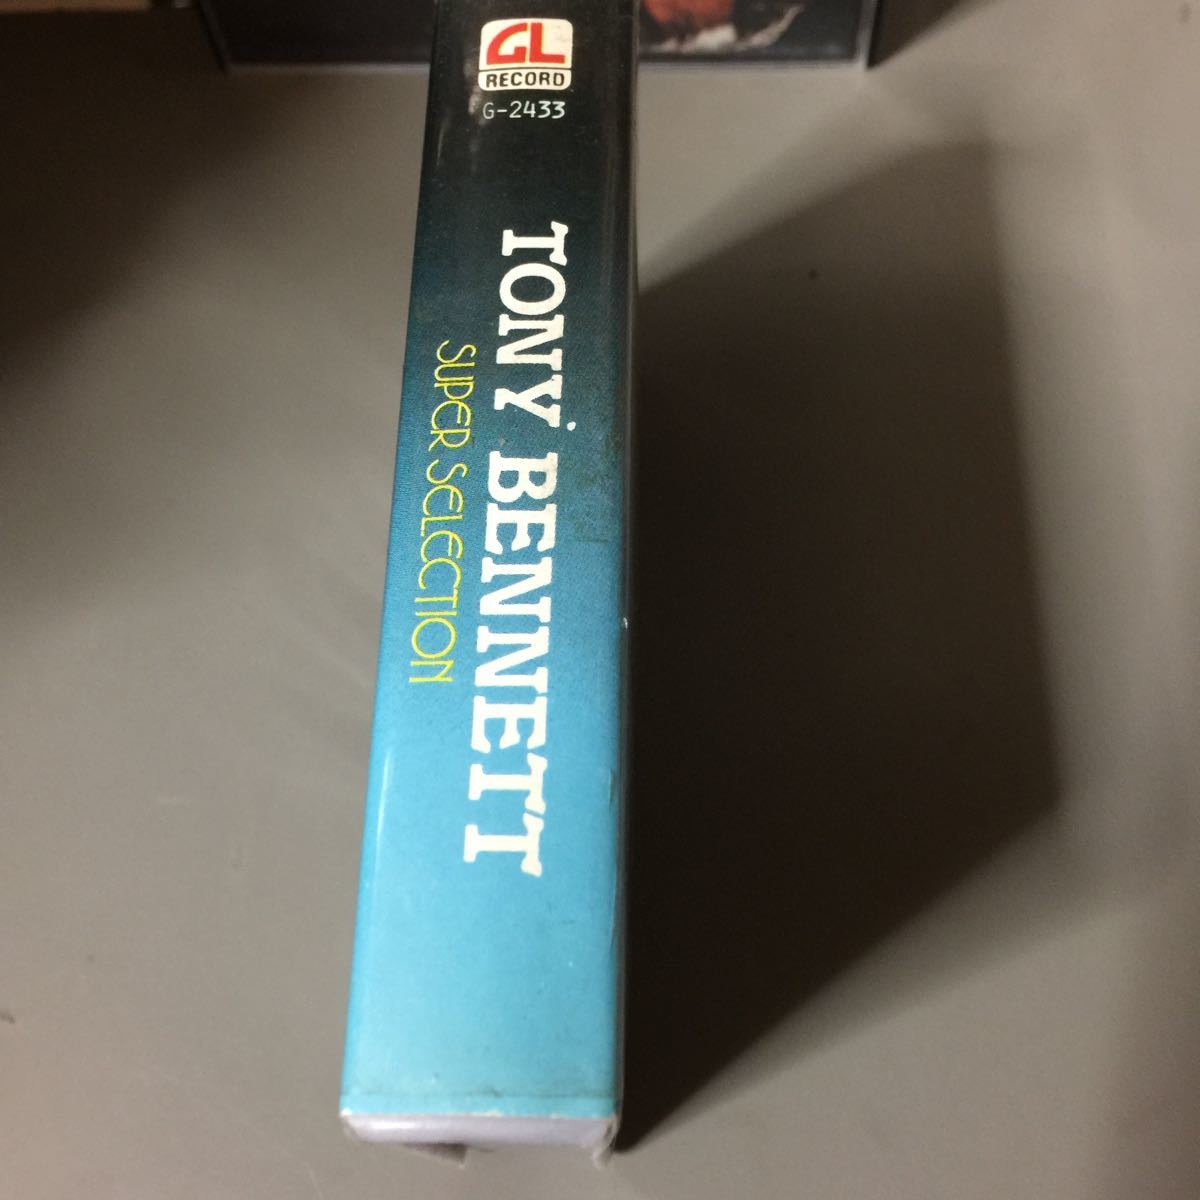 GL
RECORD
G-2433
TONY BENNETT
SUPER SELECTION